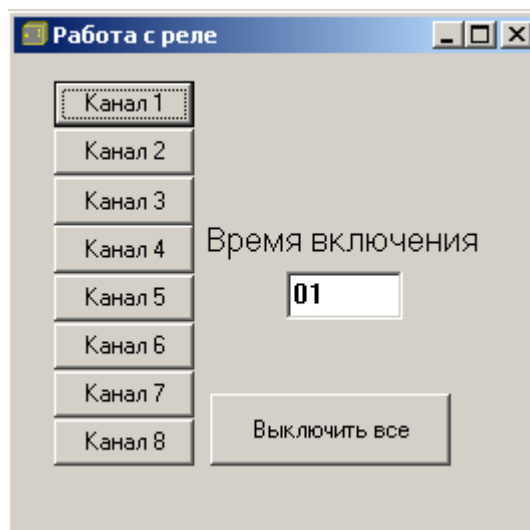 Работа с реле
Канал 1
Канал 2
Канал 3
Канал 4
Канал 5
Канал 6
Канал 7
Канал 8
Время включения
01
Выключить все